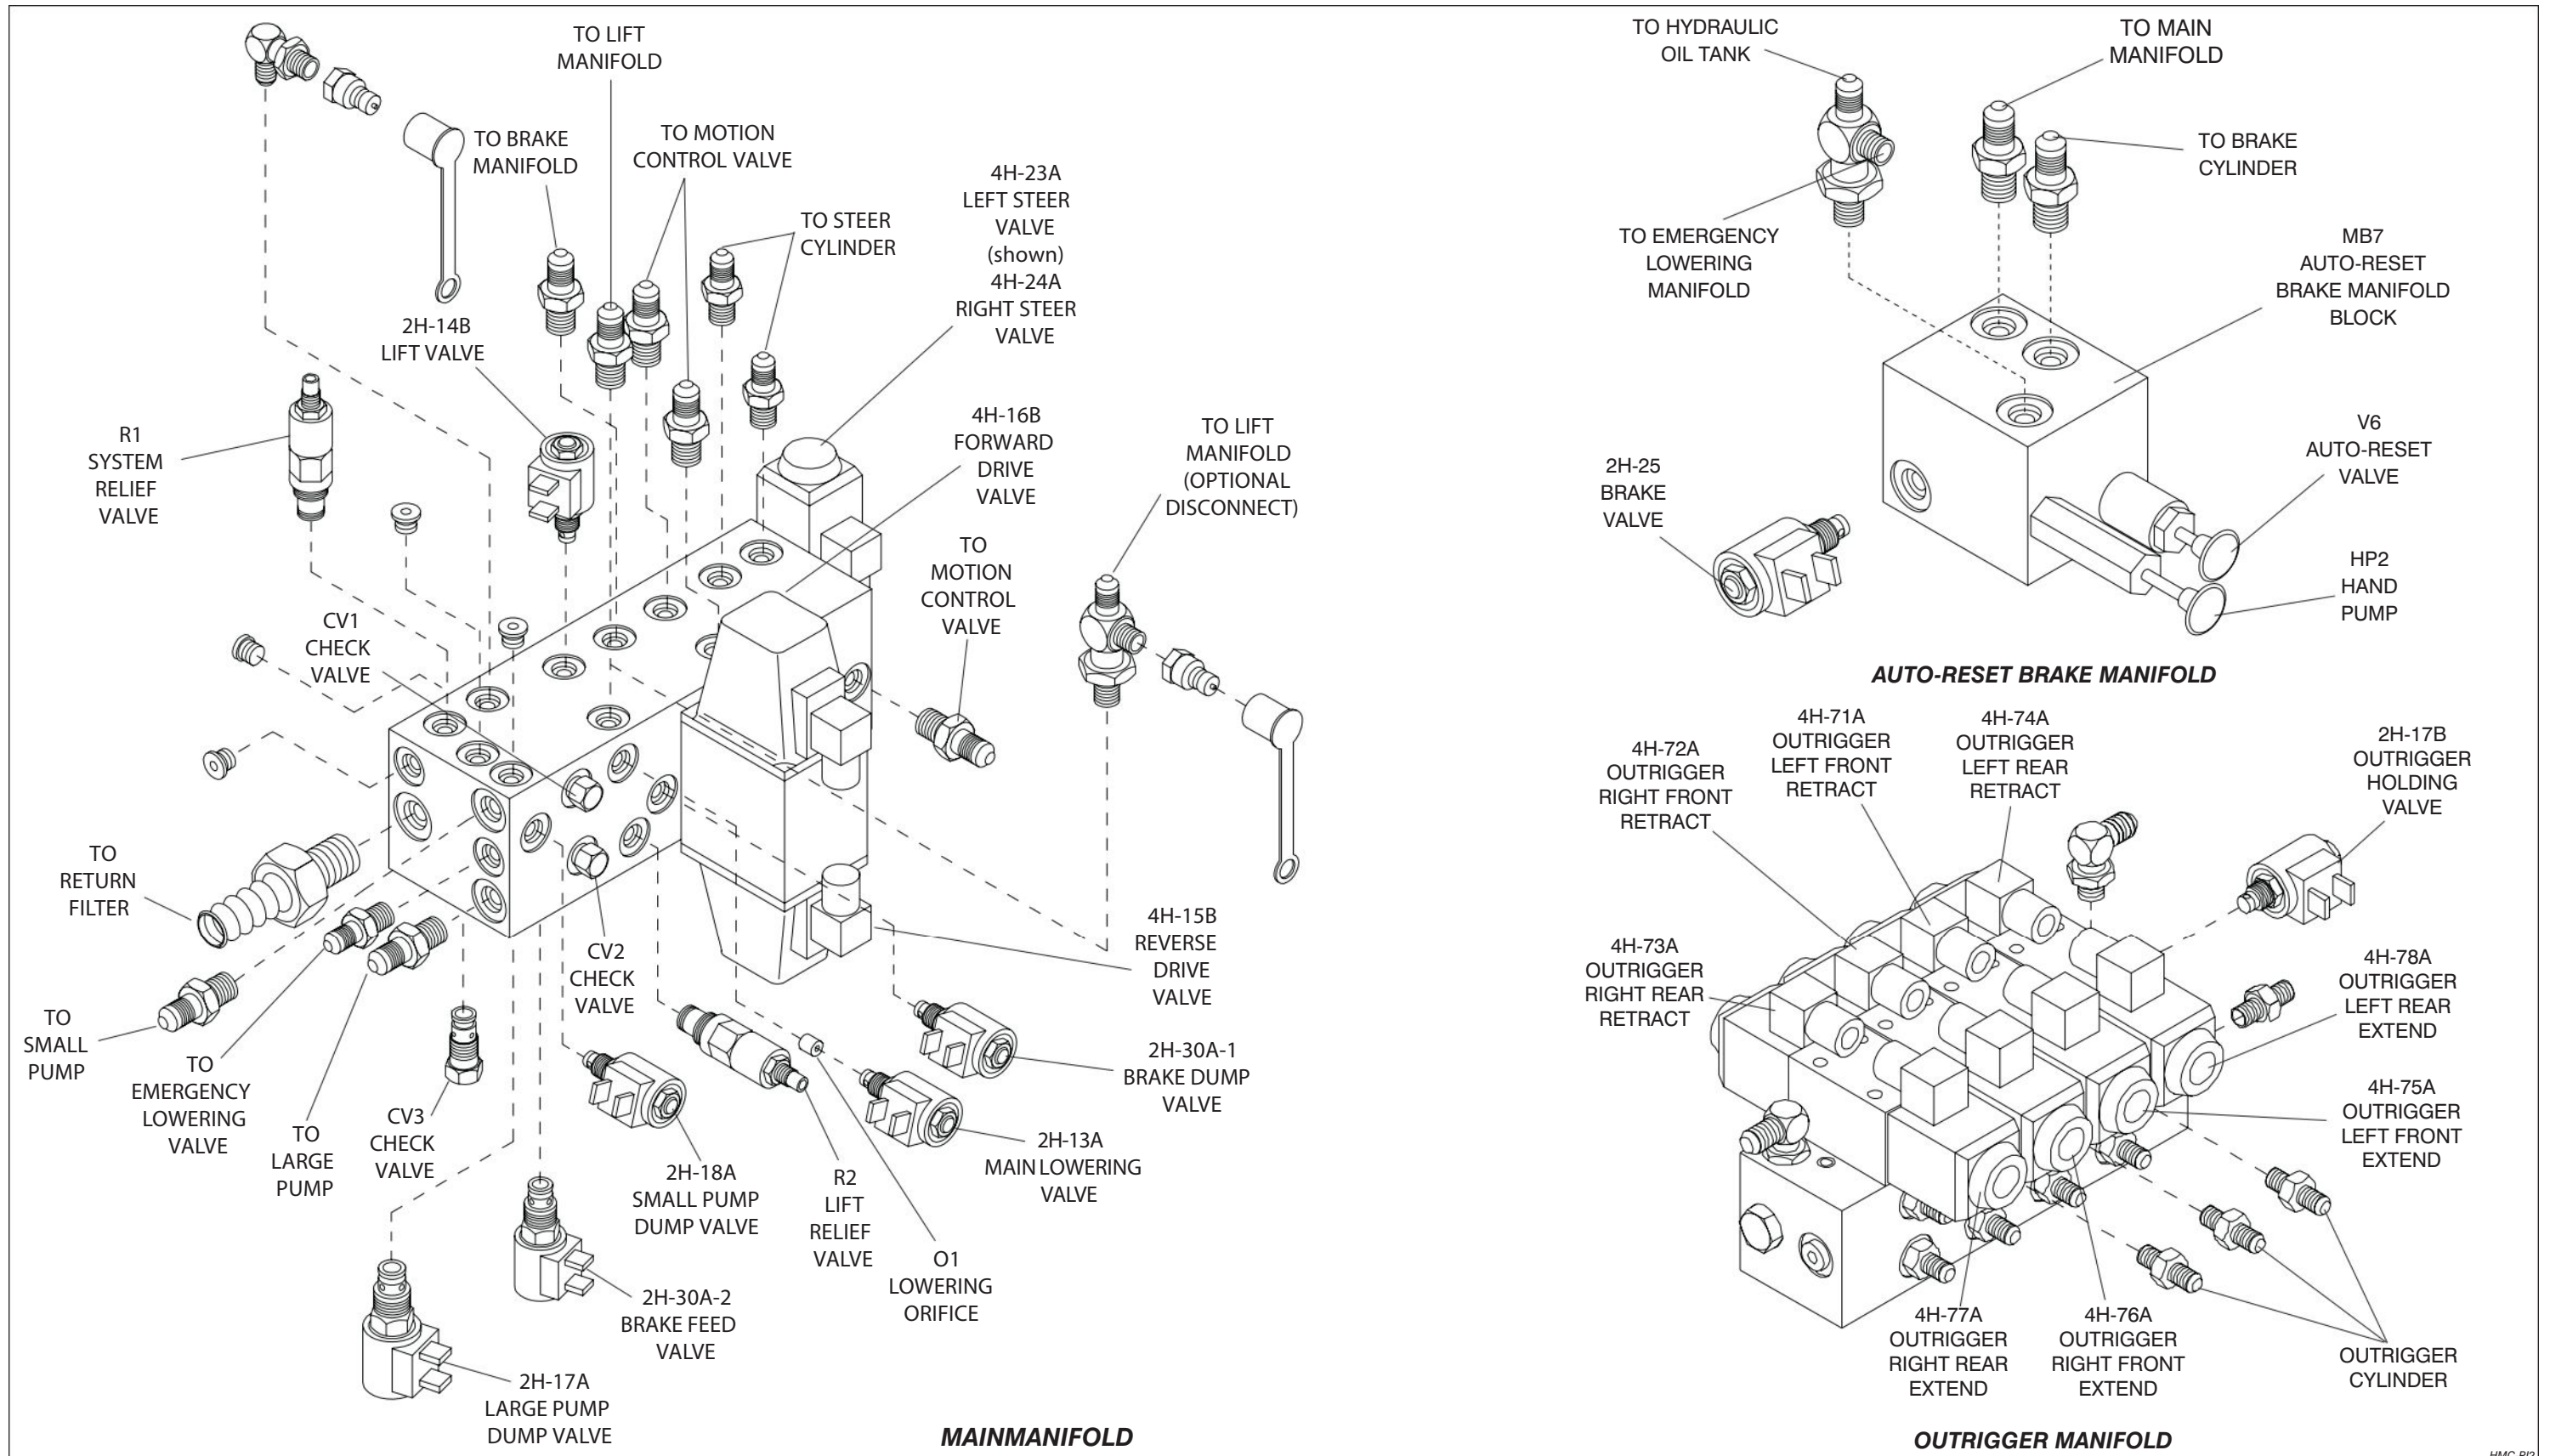 TO LIFT
MANIFOLD
TO BRAKE
MANIFOLD
TO MOTION
CONTROL VALVE
TO STEER
CYLINDER
4H-23A
LEFT STEER
VALVE
(shown)
4H-24A
RIGHT STEER
VALVE
2H-14B
LIFT VALVE
R1
SYSTEM
RELIEF
VALVE
4H-16B
FORWARD
DRIVE
VALVE
TO LIFT
MANIFOLD
(OPTIONAL
DISCONNECT)
TO
MOTION
CONTROL
VALVE
CV1
CHECK
VALVE
TO
RETURN
FILTER
TO
SMALL
PUMP
TO
EMERGENCY
LOWERING
VALVE
TO
LARGE
PUMP
CV3
CHECK
VALVE
CV2
CHECK
VALVE
4H-15B
REVERSE
DRIVE
VALVE
2H-30A-1
BRAKE DUMP
VALVE
2H-13A
MAIN LOWERING
VALVE
2H-18A
SMALL PUMP
DUMP VALVE
R2
LIFT
RELIEF
VALVE
O1
LOWERING
ORIFICE
2H-30A-2
BRAKE FEED
VALVE
2H-17A
LARGE PUMP
DUMP VALVE
MAINMANIFOLD
TO HYDRAULIC
OIL TANK
TO MAIN
MANIFOLD
TO BRAKE
CYLINDER
TO EMERGENCY
LOWERING
MANIFOLD
MB7
AUTO-RESET
BRAKE MANIFOLD
BLOCK
2H-25
BRAKE
VALVE
V6
AUTO-RESET
VALVE
HP2
HAND
PUMP
AUTO-RESET BRAKE MANIFOLD
4H-72A
OUTRIGGER
RIGHT FRONT
RETRACT
4H-71A
OUTRIGGER
LEFT FRONT
RETRACT
4H-74A
OUTRIGGER
LEFT REAR
RETRACT
2H-17B
OUTRIGGER
HOLDING
VALVE
4H-73A
OUTRIGGER
RIGHT REAR
RETRACT
4H-78A
OUTRIGGER
LEFT REAR
EXTEND
4H-75A
OUTRIGGER
LEFT FRONT
EXTEND
4H-77A
OUTRIGGER
RIGHT REAR
EXTEND
4H-76A
OUTRIGGER
RIGHT FRONT
EXTEND
OUTRIGGER
CYLINDER
OUTRIGGER MANIFOLD